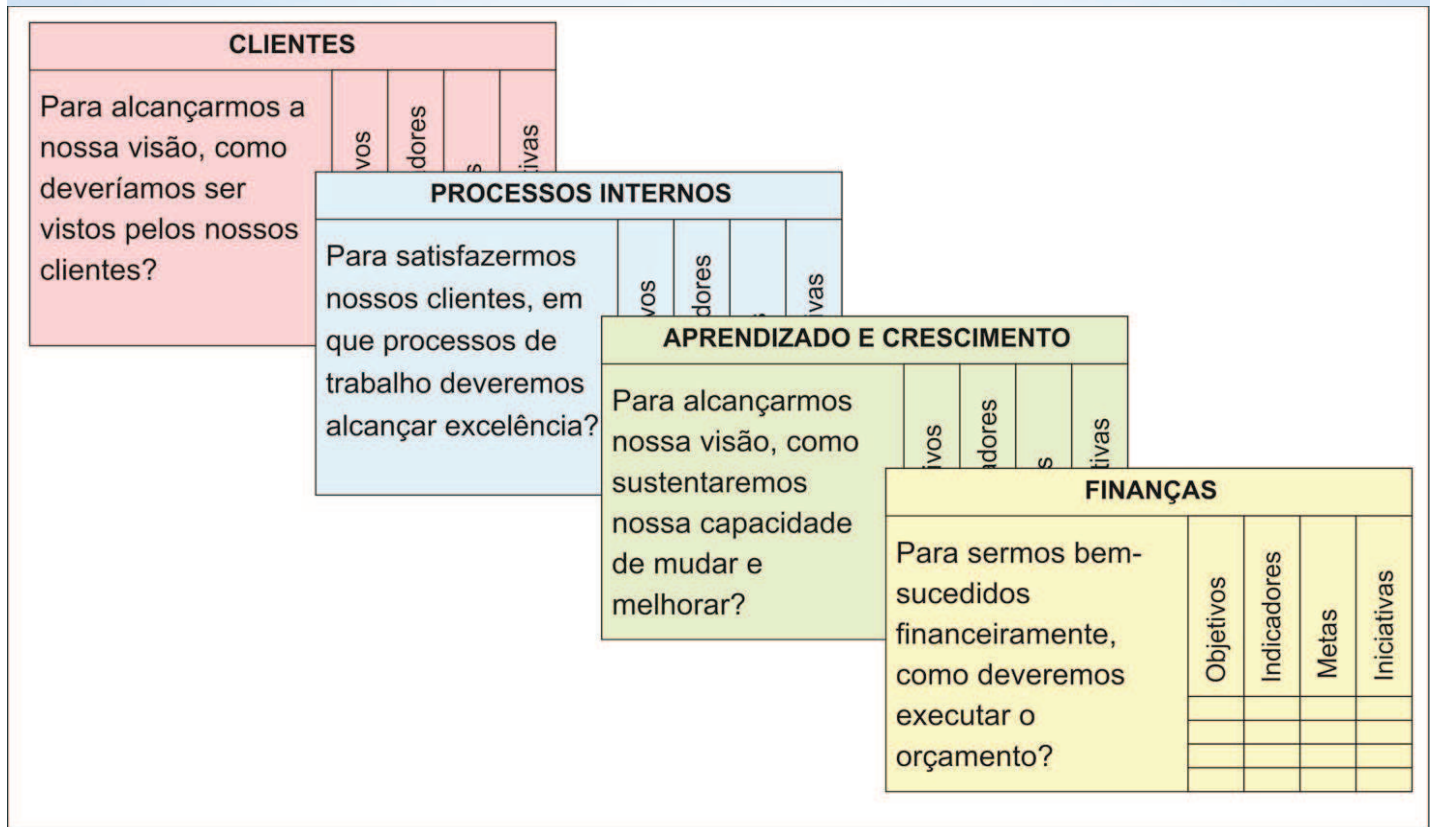 CLIENTES
Para alcançarmos a
nossa visão, como
deveríamos ser
vistos pelos nossos
clientes?
PROCESSOS INTERNOS
Para satisfazermos
nossos clientes, em
que processos de
trabalho deveremos
alcançar excelência?
APRENDIZADO E CRESCIMENTO
Para alcançarmos
nossa visão, como
sustentaremos
nossa capacidade
de mudar e
melhorar?
FINANÇAS
Para sermos bem-
sucedidos
financeiramente,
como deveremos
executar o
orçamento?
Objetivos
Indicadores
Metas
Iniciativas